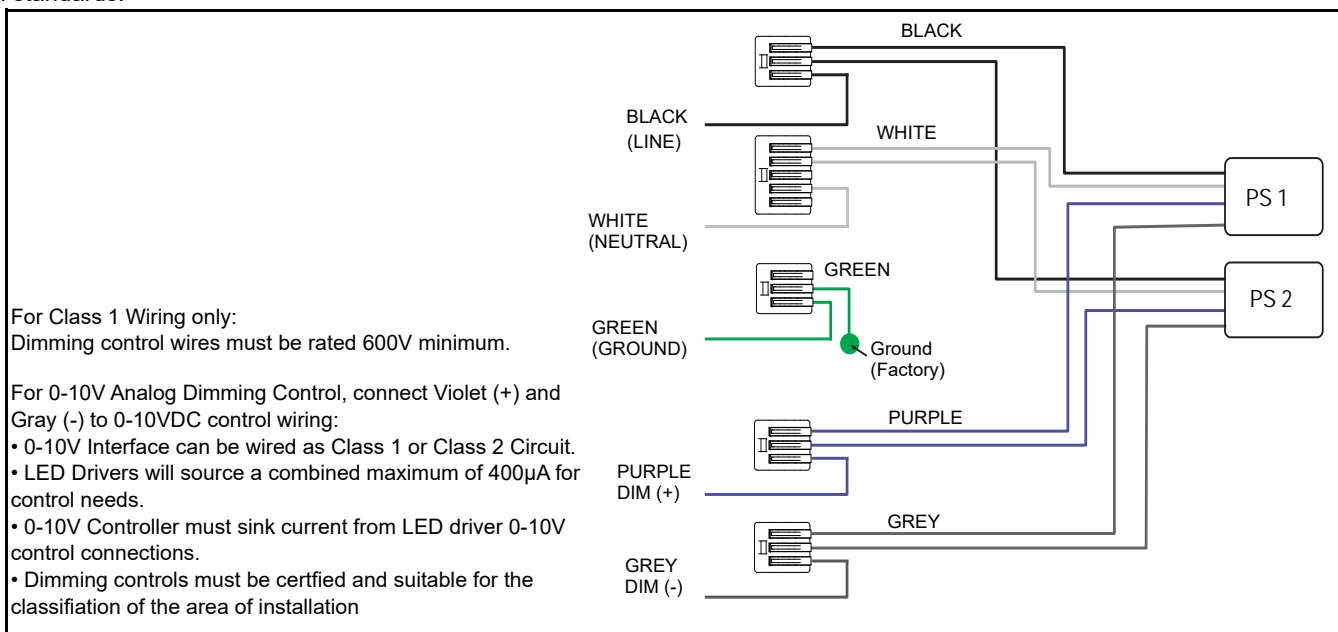 BLACK
BLACK
(LINE)
WHITE
WHITE
(NEUTRAL)
GREEN
GREEN
(GROUND)
Ground
(Factory)
PURPLE
PURPLE
DIM (+)
GREY
GREY
DIM (-)
PS 1
PS 2
For Class 1 Wiring only:
Dimming control wires must be rated 600V minimum.
For 0-10V Analog Dimming Control, connect Violet (+) and
Gray (-) to 0-10VDC control wiring:
• 0-10V Interface can be wired as Class 1 or Class 2 Circuit.
• LED Drivers will source a combined maximum of 400µA for
control needs.
• 0-10V Controller must sink current from LED driver 0-10V
control connections.
• Dimming controls must be certfied and suitable for the
classifiation of the area of installation